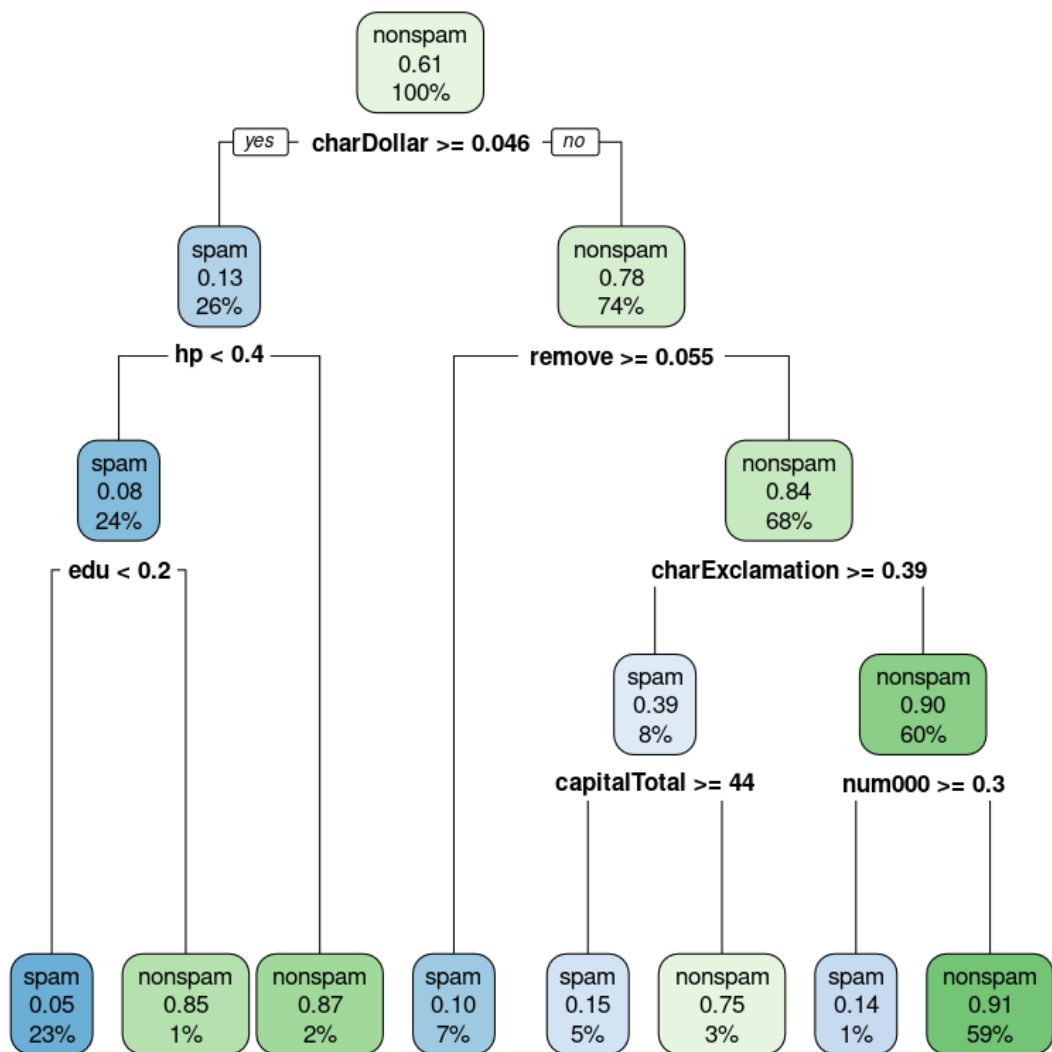 nonspam
0.61
100%
yes charDollar >= 0.046 no
spam
0.13
26%
nonspam
0.78
74%
hp < 0.4
remove >= 0.055
spam
0.08
24%
nonspam
0.84
68%
edu < 0.2
charExclamation >= 0.39
spam
0.39
8%
nonspam
0.90
60%
capitalTotal >= 44
num000 >= 0.3
spam
0.05
23%
nonspam
0.85
1%
nonspam
0.87
2%
spam
0.10
7%
spam
0.15
5%
nonspam
0.75
3%
spam
0.14
1%
nonspam
0.91
59%